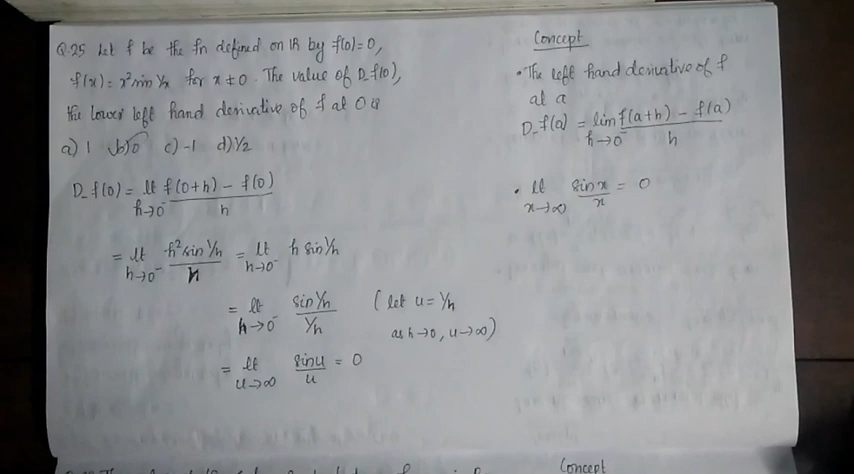 Q.25 Let f be the fn defined on IR by f(0)=0,
f(x)= x² sin 1/x for x ≠ 0. The value of D_f(0),
the lower left hand derivative of f at 0 is
a) 1 b) 0 c) -1 d) 1/2
D_ f(0) = lt h→0⁻ f(0+h) - f(0) / h
= lt h→0⁻ h² sin 1/h / h = lt h→0⁻ h sin 1/h
= lt h→0⁻ sin 1/h / 1/h (let u = 1/h
as h→0, u→∞)
= lt u→∞ sin u / u = 0
Concept
• The left hand derivative of f
at a
D_ f(a) = lim h→0⁻ f(a+h) - f(a) / h
• lt x→∞ sin x / x = 0
Concept